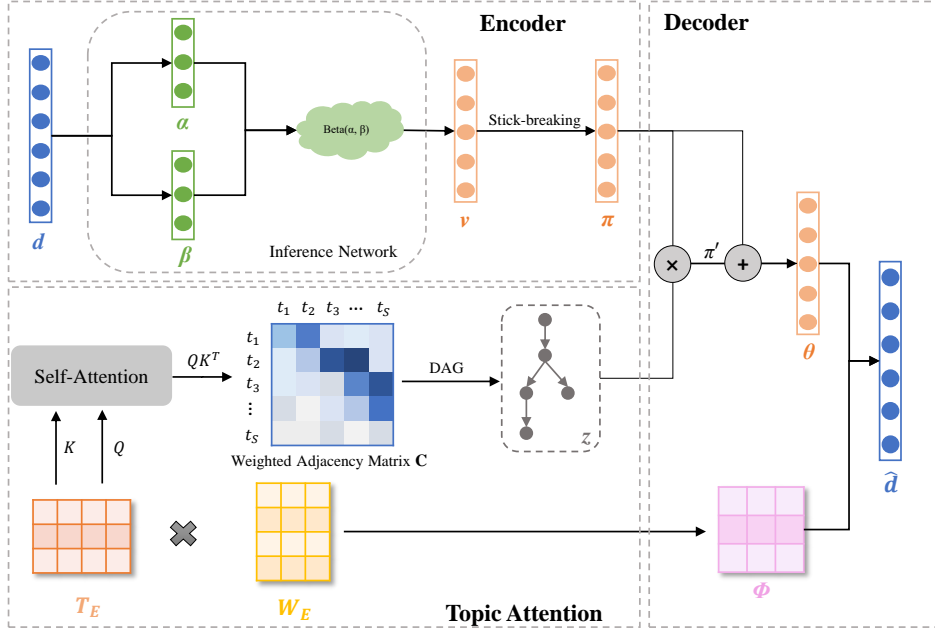 Encoder
Decoder
d
α
β
Beta(α, β)
Inference Network
v
Stick-breaking
π
×
π′
+
θ
d̂
t₁ t₂ t₃ ⋯ tₛ
t₁
t₂
t₃
⋮
tₛ
Self-Attention
QKᵀ
DAG
z
K
Q
Weighted Adjacency Matrix C
T_E
W_E
Φ
Topic Attention